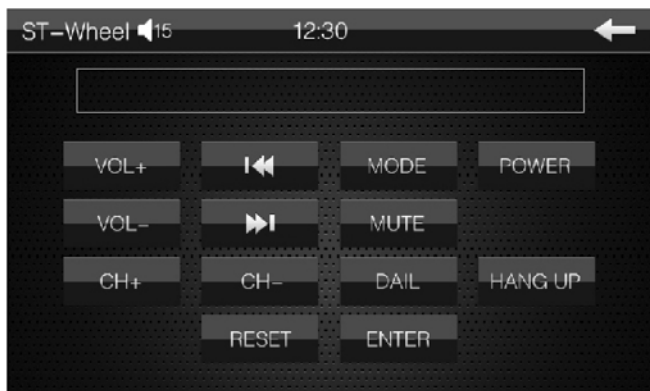 ST-Wheel 15 12:30
VOL+ MODE POWER
VOL- MUTE
CH+ CH- DAIL HANG UP
RESET ENTER